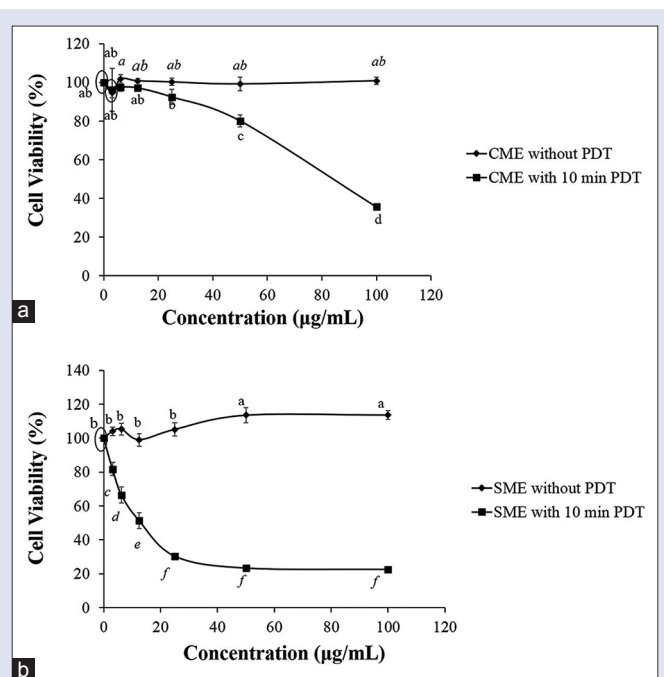 120
ab
a
ab
ab
ab
ab
100
ab
ab
ab
b
80
c
60
CME without PDT
CME with 10 min PDT
40
d
20
0
0 20 40 60 80 100 120
Cell Viability (%)
Concentration (µg/mL)
a
140
120
a
a
b b b b b
100
80
c
60
d
SME without PDT
SME with 10 min PDT
e
40
20
f
f
f
0
0 20 40 60 80 100 120
Cell Viability (%)
Concentration (µg/mL)
b